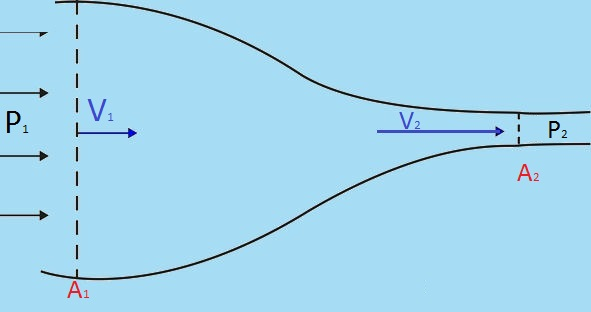 V₁
P₁
V₂
P₂
A₂
A₁